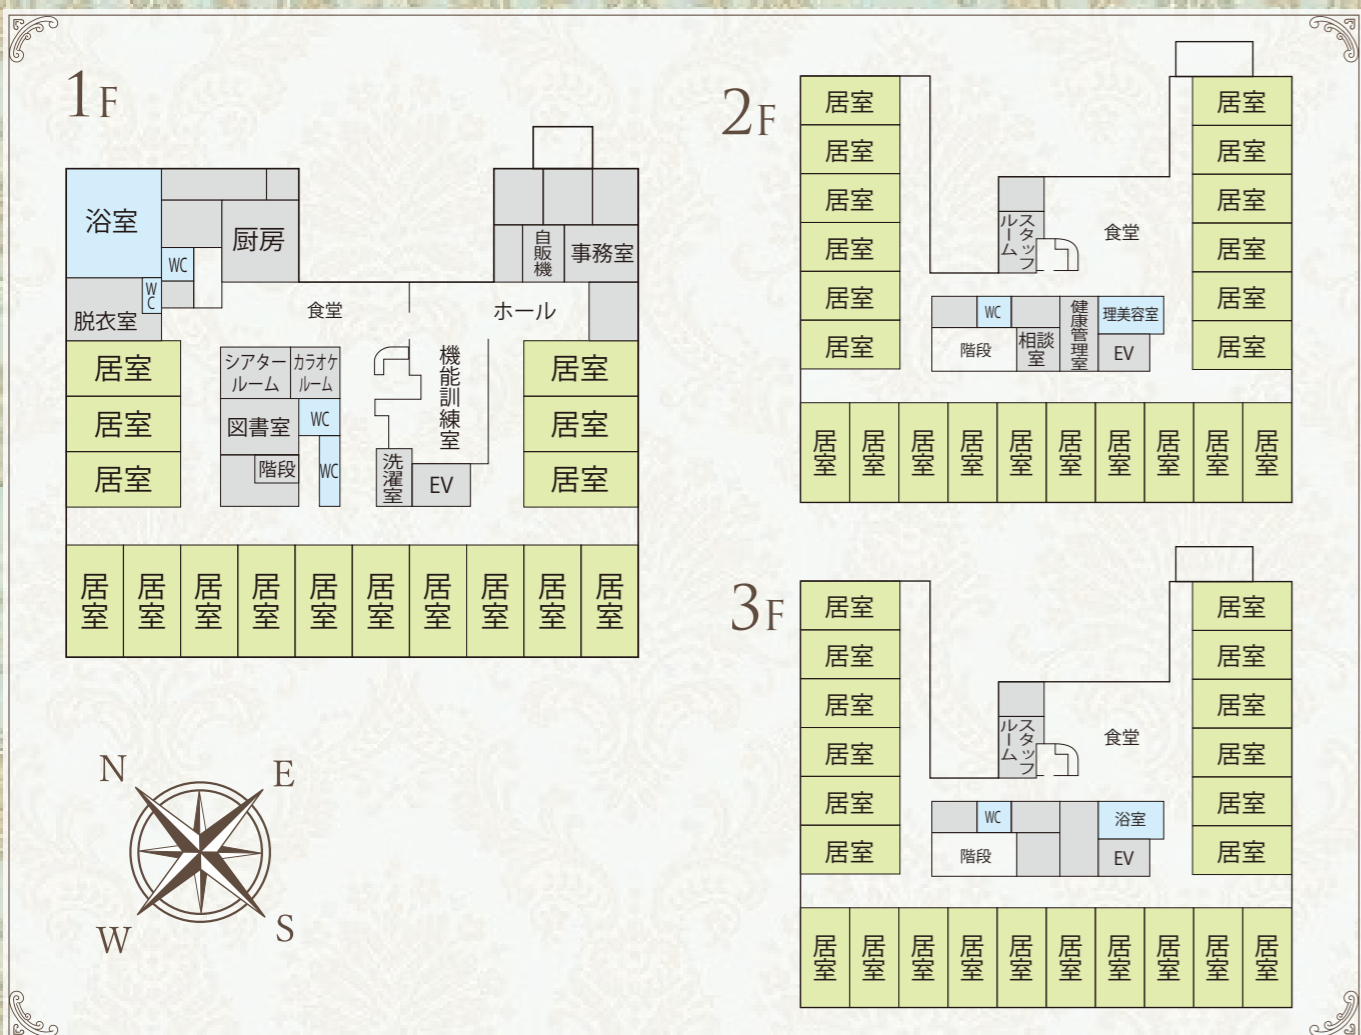 1F
浴室
厨房
WC
WC
脱衣室
自販機
事務室
食堂
ホール
居室
居室
居室
シアター
ルーム
カラオケ
ルーム
図書室
WC
階段
WC
機能訓練室
洗濯室
EV
居室
居室
居室
居室
居室
居室
居室
居室
居室
居室
居室
居室
居室
2F
居室
居室
居室
居室
居室
居室
スタッフ
ルーム
食堂
居室
居室
居室
居室
居室
居室
WC
階段
相談室
健康管理室
理美容室
EV
居室
居室
居室
居室
居室
居室
居室
居室
居室
居室
3F
居室
居室
居室
居室
居室
居室
スタッフ
ルーム
食堂
居室
居室
居室
居室
居室
居室
WC
階段
浴室
EV
居室
居室
居室
居室
居室
居室
居室
居室
居室
居室
N
E
W
S